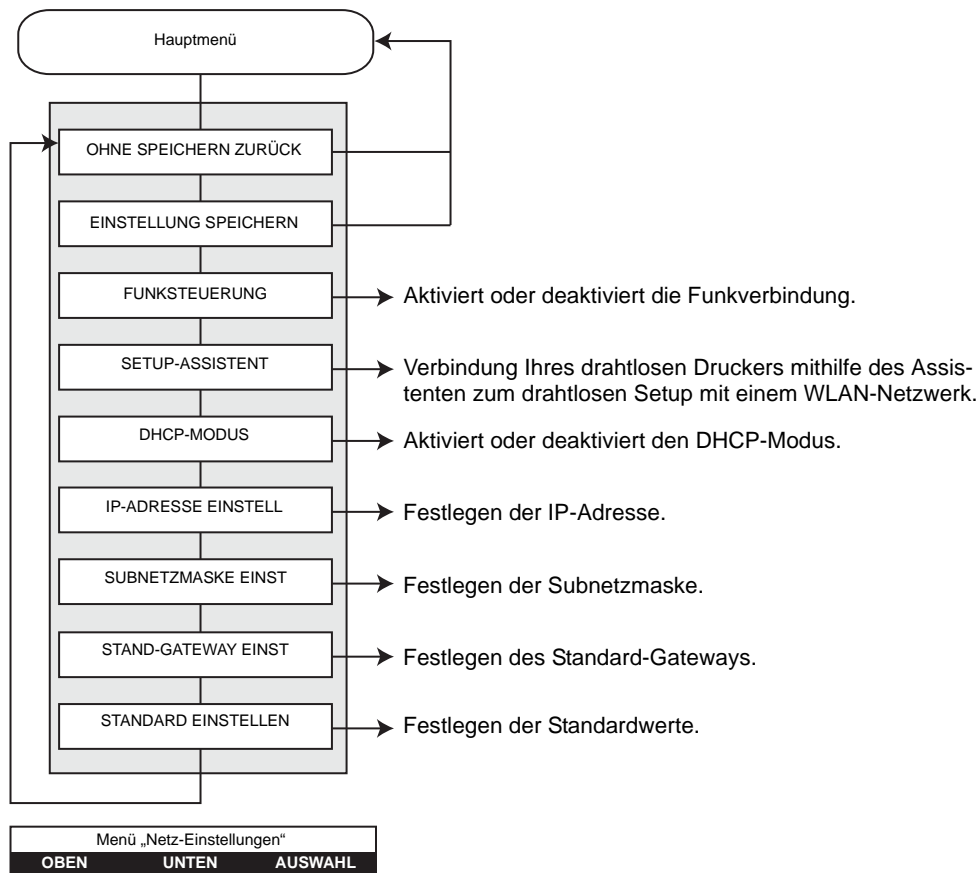 Hauptmenü
OHNE SPEICHERN ZURÜCK
EINSTELLUNG SPEICHERN
FUNKSTEUERUNG
Aktiviert oder deaktiviert die Funkverbindung.
SETUP-ASSISTENT
Verbindung Ihres drahtlosen Druckers mithilfe des Assis-
tenten zum drahtlosen Setup mit einem WLAN-Netzwerk.
DHCP-MODUS
Aktiviert oder deaktiviert den DHCP-Modus.
IP-ADRESSE EINSTELL
Festlegen der IP-Adresse.
SUBNETZMASKE EINST
Festlegen der Subnetzmaske.
STAND-GATEWAY EINST
Festlegen des Standard-Gateways.
STANDARD EINSTELLEN
Festlegen der Standardwerte.
Menü „Netz-Einstellungen“
OBEN UNTEN AUSWAHL